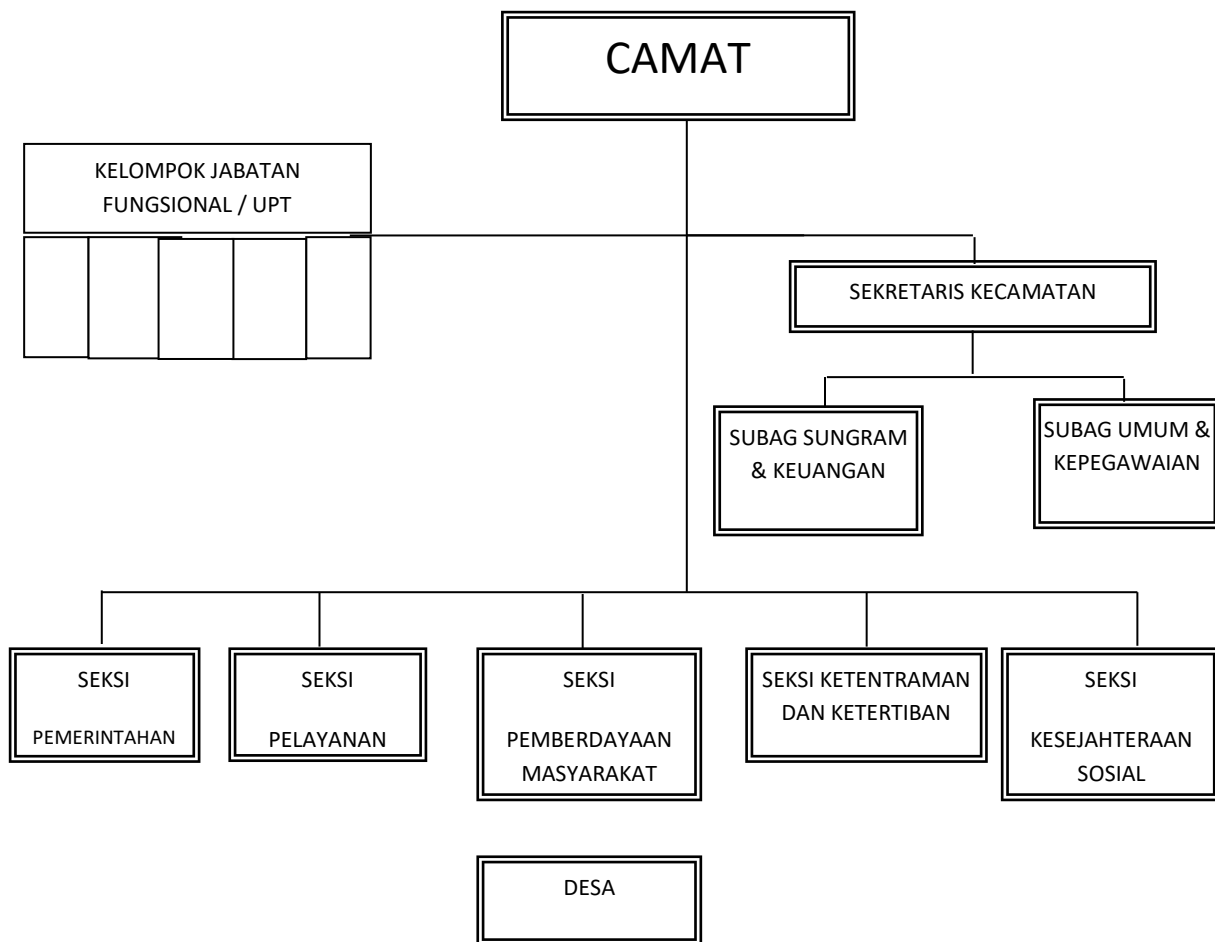 CAMAT
KELOMPOK JABATAN
FUNGSIONAL / UPT
SEKRETARIS KECAMATAN
SUBAG SUNGRAM
& KEUANGAN
SUBAG UMUM &
KEPEGAWAIAN
SEKSI
PEMERINTAHAN
SEKSI
PELAYANAN
SEKSI
PEMBERDAYAAN
MASYARAKAT
SEKSI KETENTRAMAN
DAN KETERTIBAN
SEKSI
KESEJAHTERAAN
SOSIAL
DESA